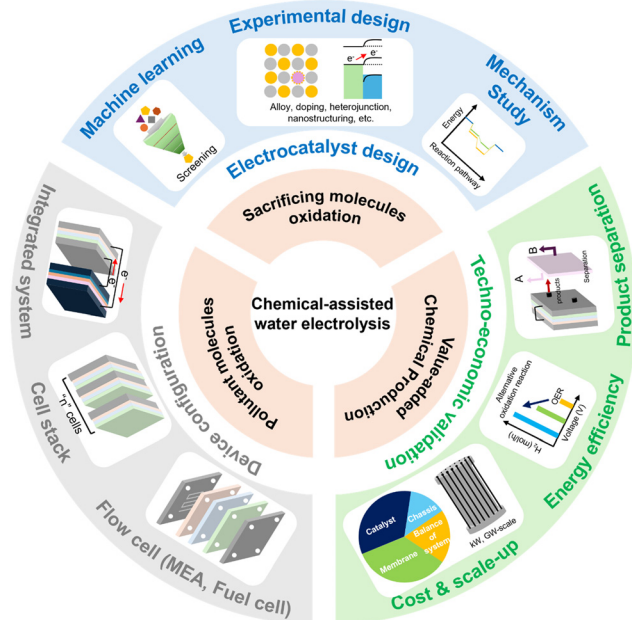 Experimental design
Machine learning
Mechanism
Study
e⁻
e⁻
Alloy, doping, heterojunction,
nanostructuring, etc.
Screening
Energy
Reaction pathway
Electrocatalyst design
Sacrificing molecules
oxidation
Chemical-assisted
water electrolysis
Pollutant molecules
oxidation
Value-added
Chemical Production
Integrated system
e⁻
e⁻
Cell stack
"n" cells
Device configuration
Flow cell (MEA, Fuel cell)
Techno-economic validation
Product separation
A
B
products
Separation
Energy efficiency
Alternative
oxidation reaction
OER
H₂ (mol/h)
Voltage (V)
Catalyst
Chassis
Balance
of
system
Membrane
kW, GW-scale
Cost & scale-up